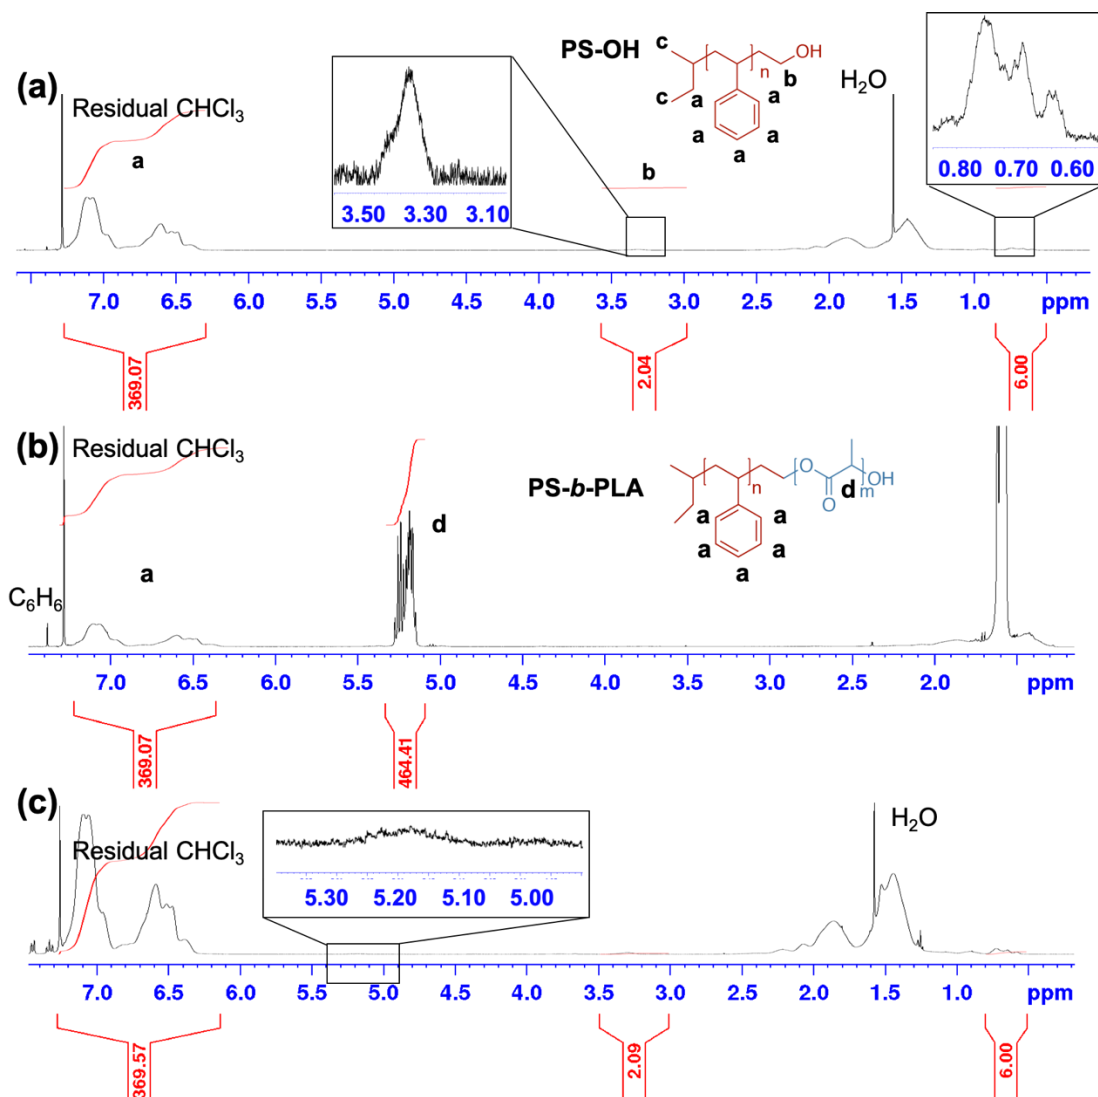 (a)
Residual CHCl3
a
3.50 3.30 3.10
PS-OH
c
c
n
OH
b
a a
a a
a
b
H2O
0.80 0.70 0.60
7.0 6.5 6.0 5.5 5.0 4.5 4.0 3.5 3.0 2.0 1.5 1.0 ppm
369.07
2.04
6.00
(b)
Residual CHCl3
C6H6
a
d
PS-b-PLA
n
O
O
d
m
OH
a a
a a
a
7.0 6.5 6.0 5.5 5.0 4.5 4.0 3.5 3.0 2.5 2.0 ppm
369.07
464.41
(c)
Residual CHCl3
5.30 5.20 5.10 5.00
H2O
7.0 6.5 6.0 5.5 5.0 4.5 4.0 3.5 3.0 2.5 2.0 1.5 1.0 ppm
369.57
2.09
6.00